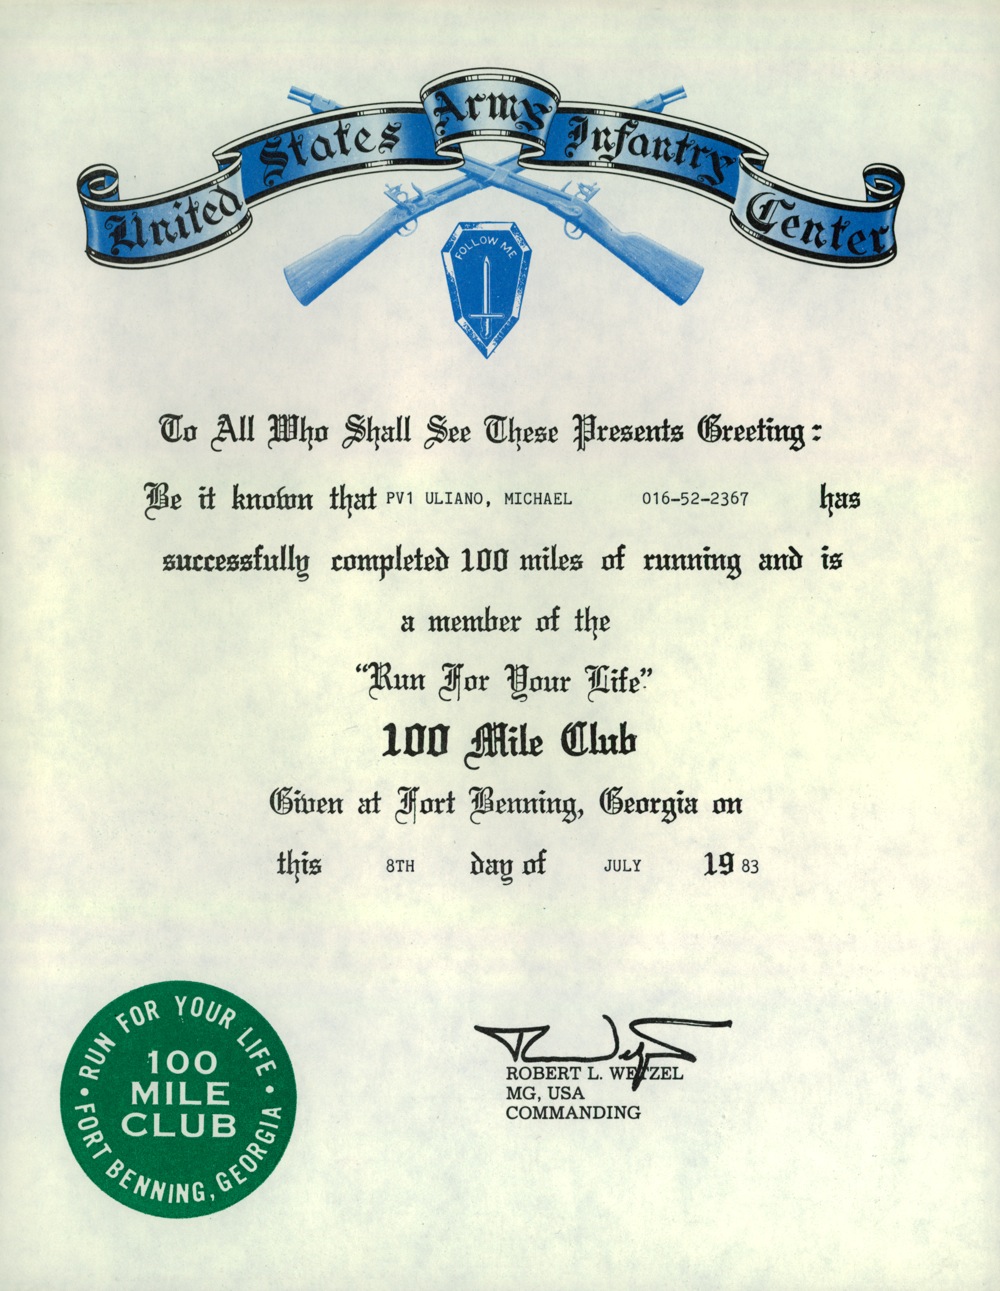 United States Army Infantry Center
FOLLOW ME
To All Who Shall See These Presents Greeting:
Be it known that PV1 ULIANO, MICHAEL 016-52-2367 has
successfully completed 100 miles of running and is
a member of the
"Run For Your Life"
100 Mile Club
Given at Fort Benning, Georgia on
this 8TH day of JULY 19 83
RUN FOR YOUR LIFE
100
MILE
CLUB
FORT BENNING, GEORGIA
ROBERT L. WETZEL
MG, USA
COMMANDING